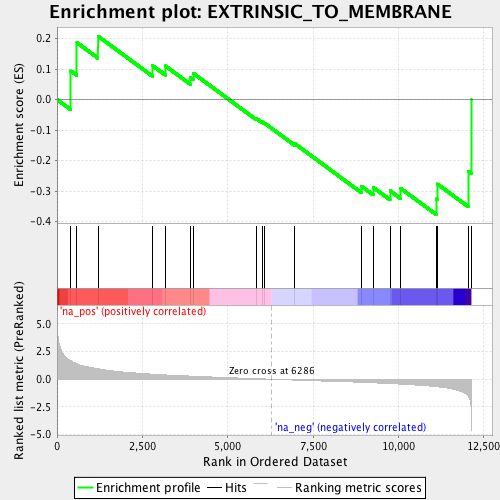 Enrichment plot: EXTRINSIC_TO_MEMBRANE
Enrichment score (ES)
0.2
0.1
0.0
-0.1
-0.2
-0.3
-0.4
'na_pos' (positively correlated)
Ranked list metric (PreRanked)
5.0
2.5
0.0
-2.5
-5.0
Zero cross at 6286
'na_neg' (negatively correlated)
0 2,500 5,000 7,500 10,000 12,500
Rank in Ordered Dataset
Enrichment profile Hits Ranking metric scores